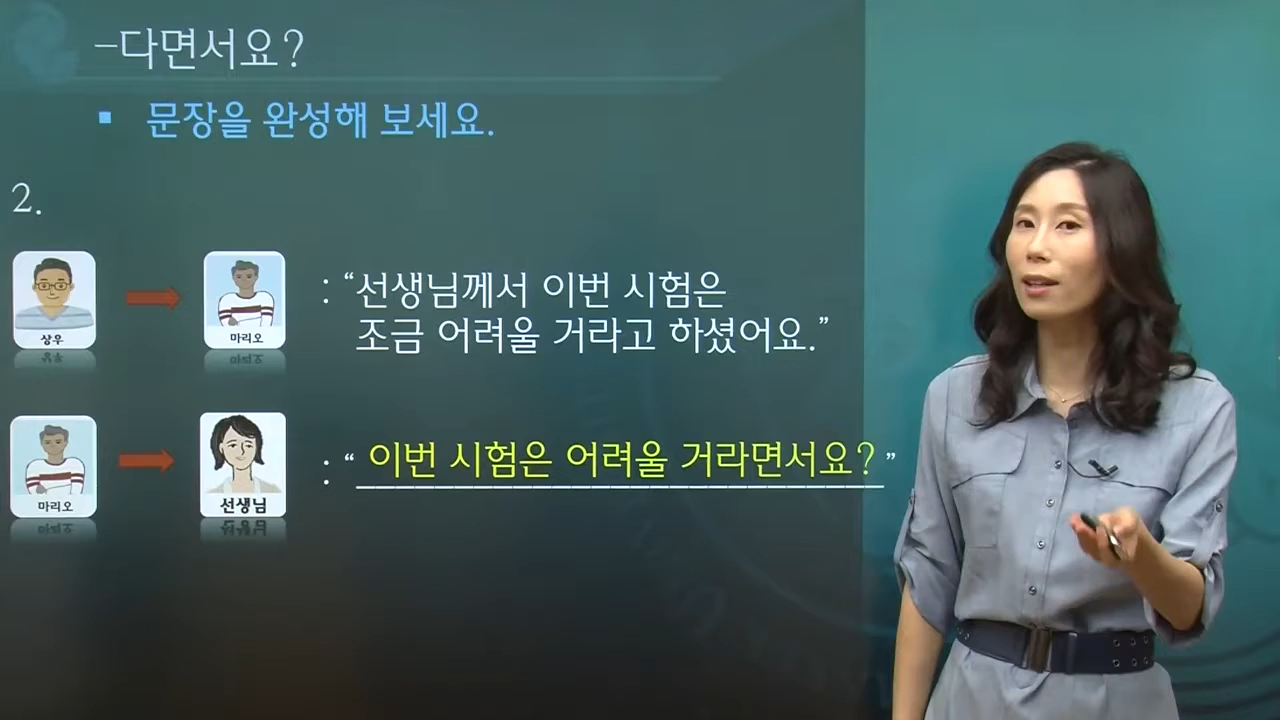 -다면서요?
▪ 문장을 완성해 보세요.
2.
상우
마리오
: “선생님께서 이번 시험은
조금 어려울 거라고 하셨어요.”
마리오
선생님
: “ 이번 시험은 어려울 거라면서요? ”